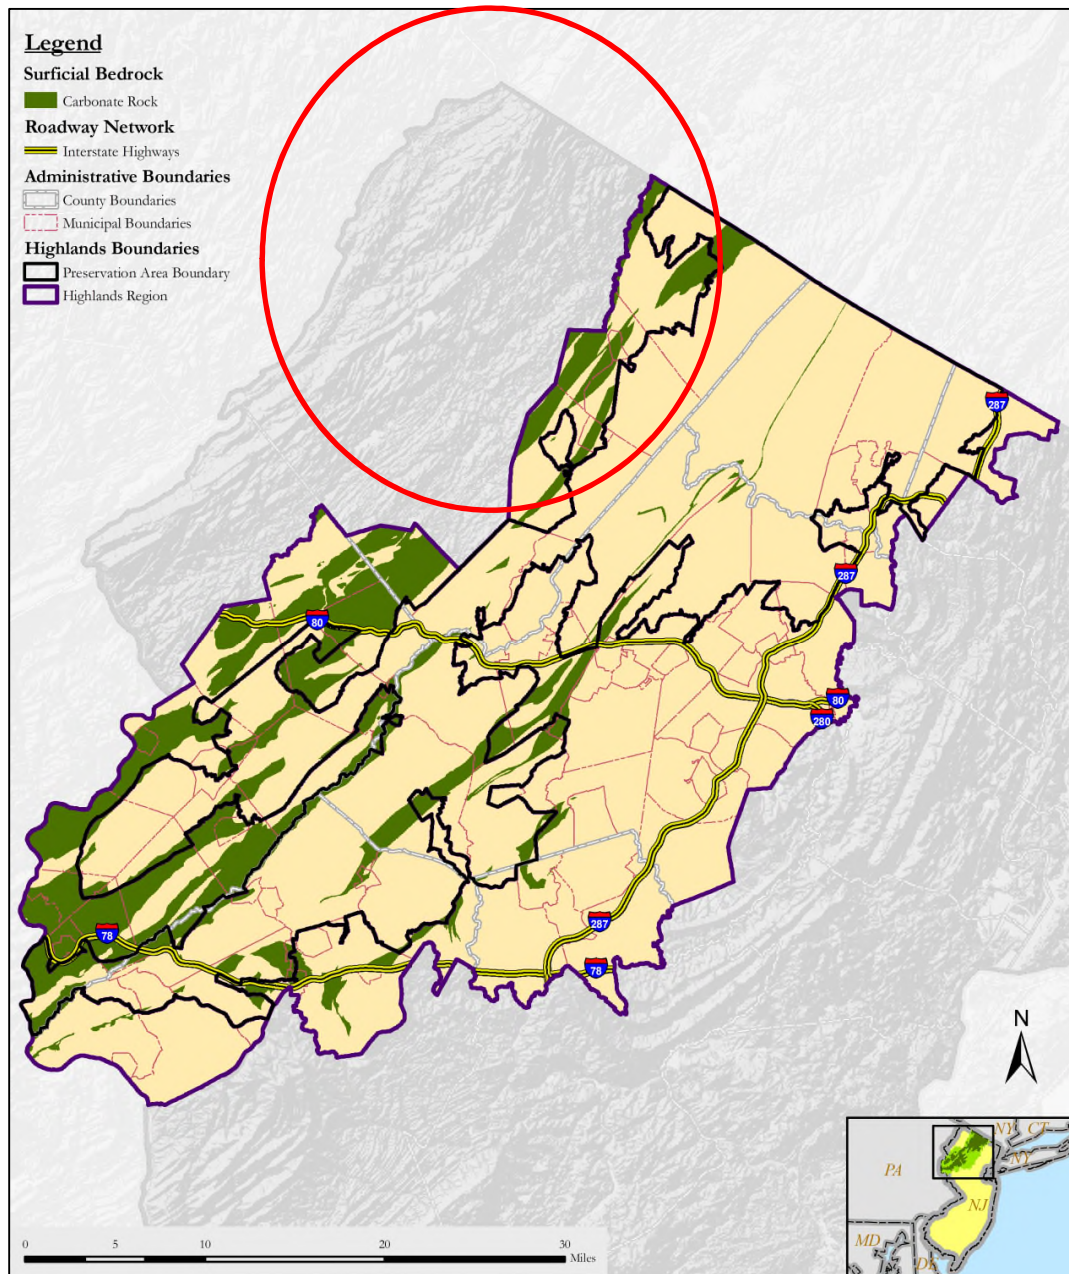 Legend
Surficial Bedrock
Carbonate Rock
Roadway Network
Interstate Highways
Administrative Boundaries
County Boundaries
Municipal Boundaries
Highlands Boundaries
Preservation Area Boundary
Highlands Region
287
80
287
80
280
78
287
78
N
NY CT
NY
PA
NJ
MD
DE
0 5 10 20 30
Miles